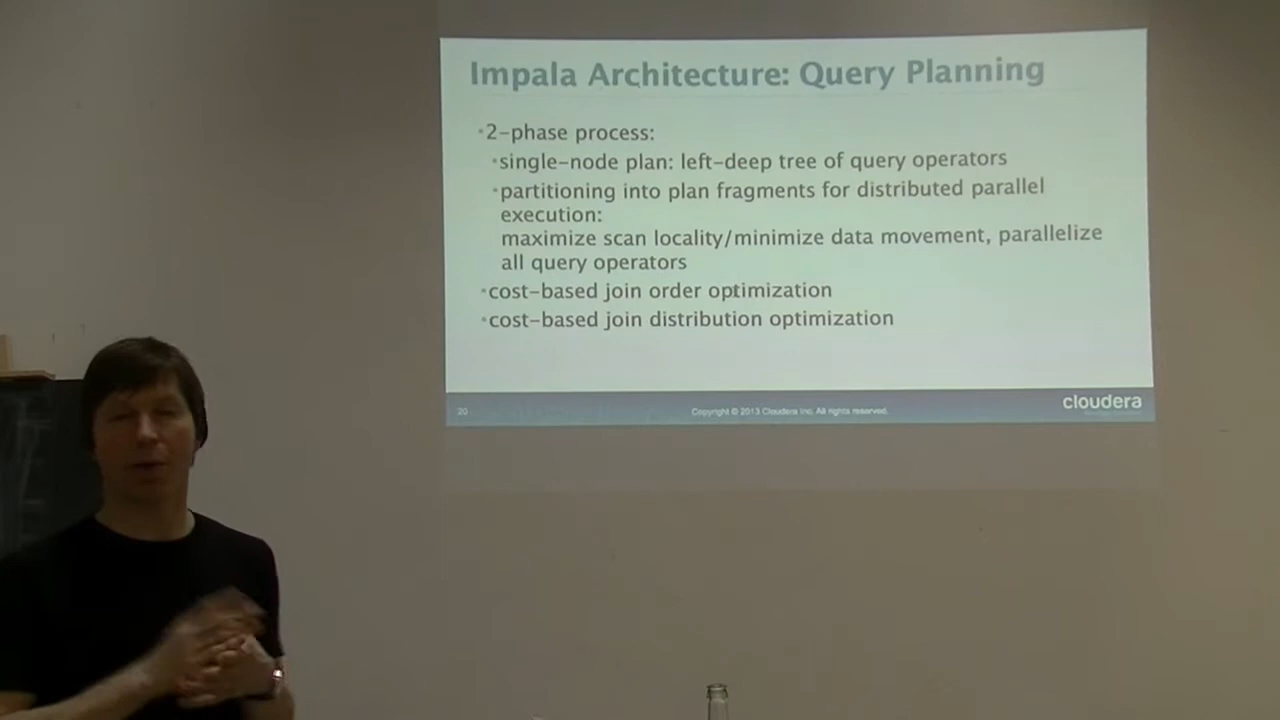 Impala Architecture: Query Planning
•2-phase process:
•single-node plan: left-deep tree of query operators
•partitioning into plan fragments for distributed parallel
execution:
maximize scan locality/minimize data movement, parallelize
all query operators
•cost-based join order optimization
•cost-based join distribution optimization
20
Copyright © 2013 Cloudera Inc. All rights reserved.
cloudera